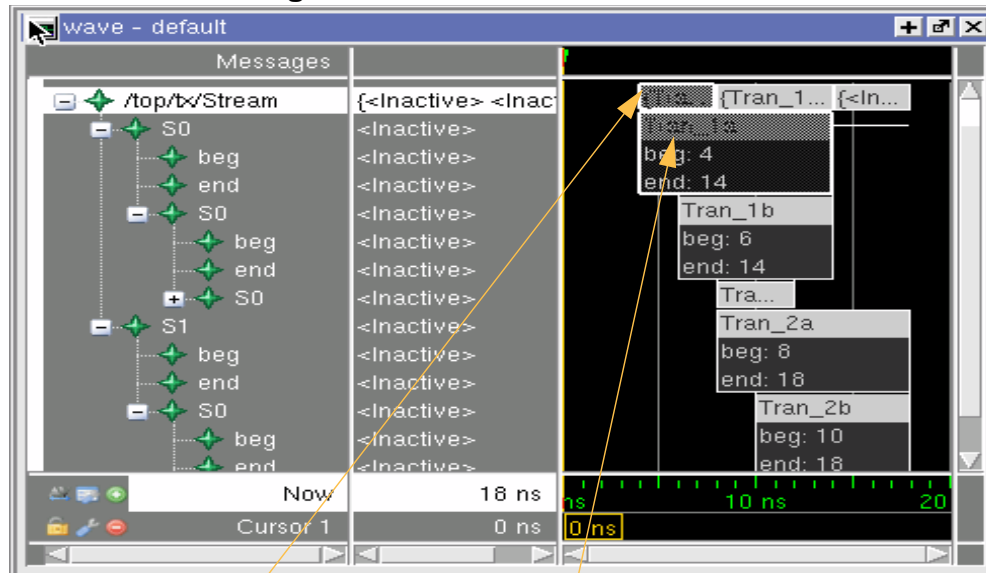 wave - default
Messages
/top/tx/Stream {<Inactive> <Inac {Tra... {Tran_1... {<In...
S0 <Inactive> Tran_1a
beg <Inactive> beg: 4
end <Inactive> end: 14
S0 <Inactive> Tran_1b
beg <Inactive> beg: 6
end <Inactive> end: 14
S0 <Inactive> Tra...
S1 <Inactive> Tran_2a
beg <Inactive> beg: 8
end <Inactive> end: 18
S0 <Inactive> Tran_2b
beg <Inactive> beg: 10
end <Inactive> end: 18
Now 18 ns ns 10 ns 20
Cursor 1 0 ns 0 ns